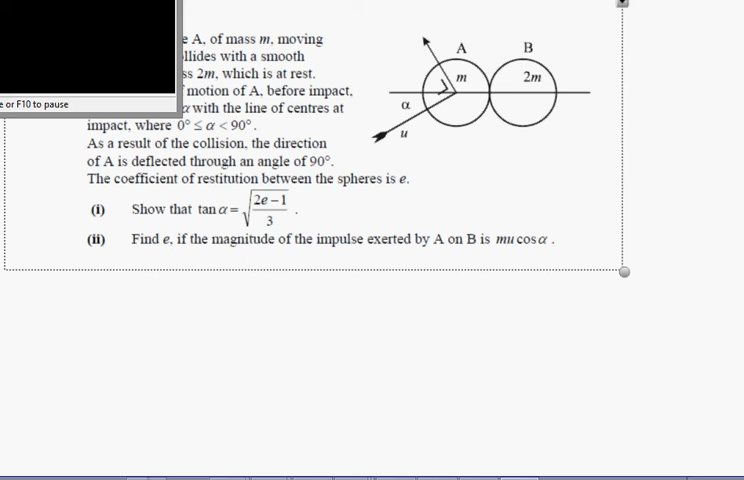 e A, of mass m, moving
llides with a smooth
ss 2m, which is at rest.
motion of A, before impact,
e or F10 to pause
α with the line of centres at
impact, where 0° ≤ α < 90°.
As a result of the collision, the direction
of A is deflected through an angle of 90°.
The coefficient of restitution between the spheres is e.
(i) Show that tan α = √((2e−1)/3) .
(ii) Find e, if the magnitude of the impulse exerted by A on B is mu cos α .
A
B
m
2m
α
u